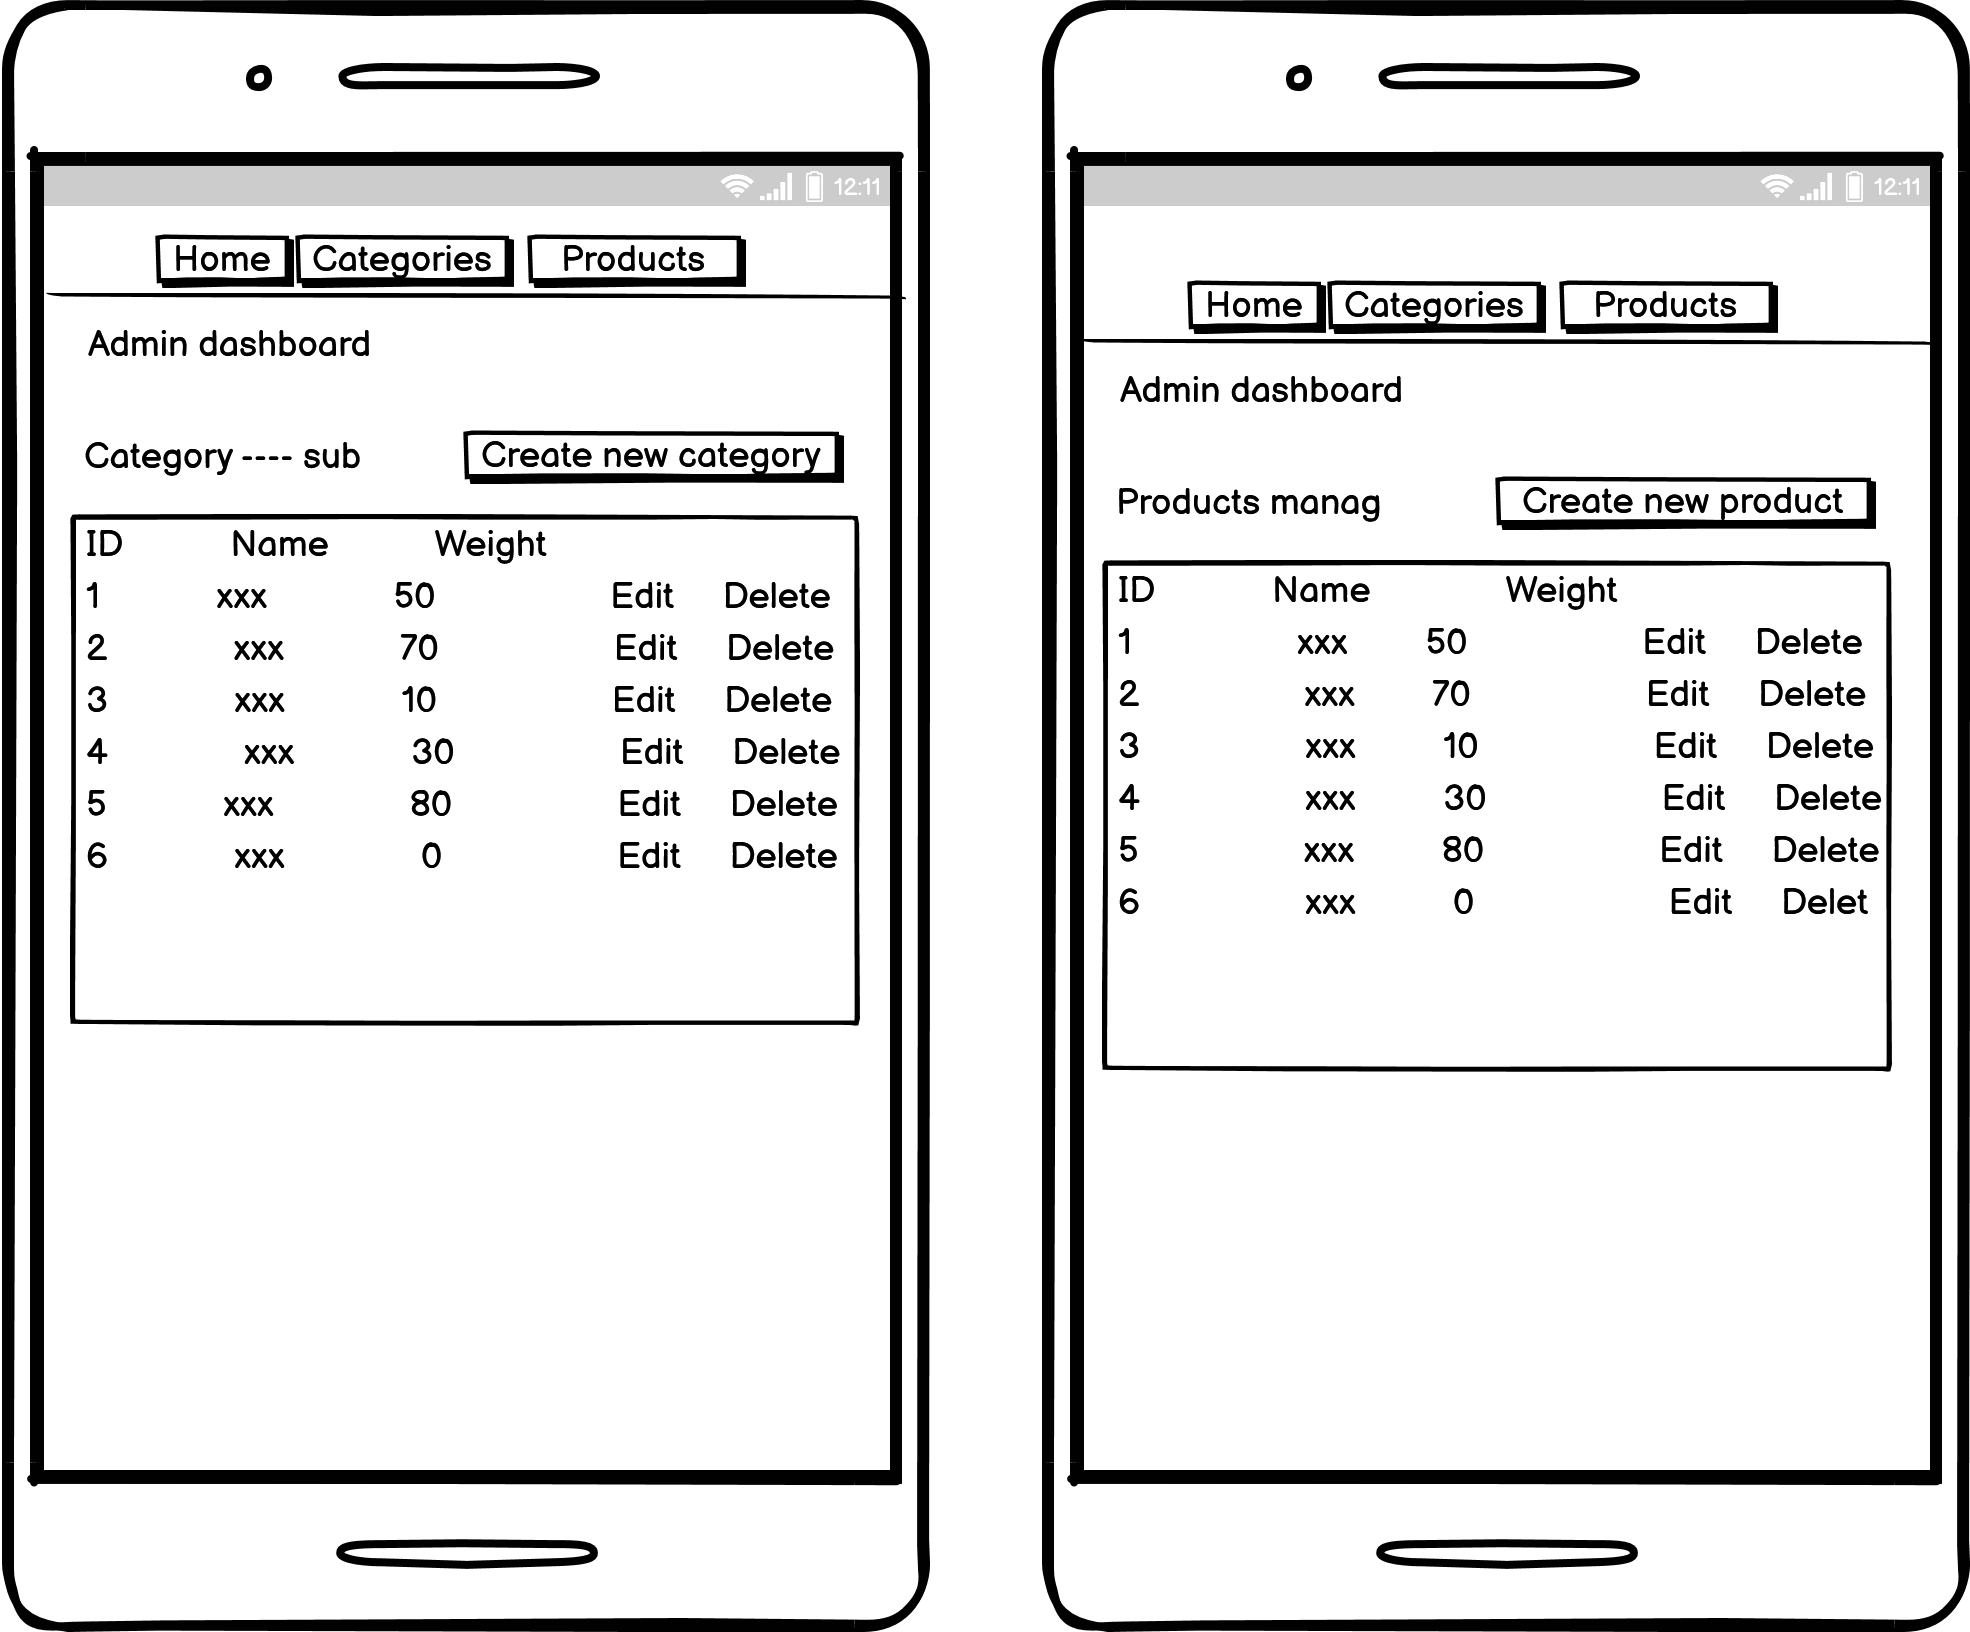 12:11
Home Categories Products
Admin dashboard
Category ---- sub Create new category
ID Name Weight
1 xxx 50 Edit Delete
2 xxx 70 Edit Delete
3 xxx 10 Edit Delete
4 xxx 30 Edit Delete
5 xxx 80 Edit Delete
6 xxx 0 Edit Delete
12:11
Home Categories Products
Admin dashboard
Products manag Create new product
ID Name Weight
1 xxx 50 Edit Delete
2 xxx 70 Edit Delete
3 xxx 10 Edit Delete
4 xxx 30 Edit Delete
5 xxx 80 Edit Delete
6 xxx 0 Edit Delet